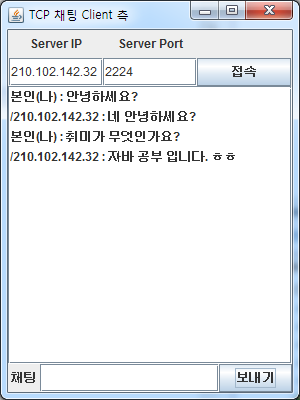 TCP 채팅 Client 측
Server IP Server Port
210.102.142.32 2224 접속
본인(나) : 안녕하세요?
/210.102.142.32 : 네 안녕하세요?
본인(나) : 취미가 무엇인가요?
/210.102.142.32 : 자바 공부 입니다. ㅎㅎ
채팅 보내기